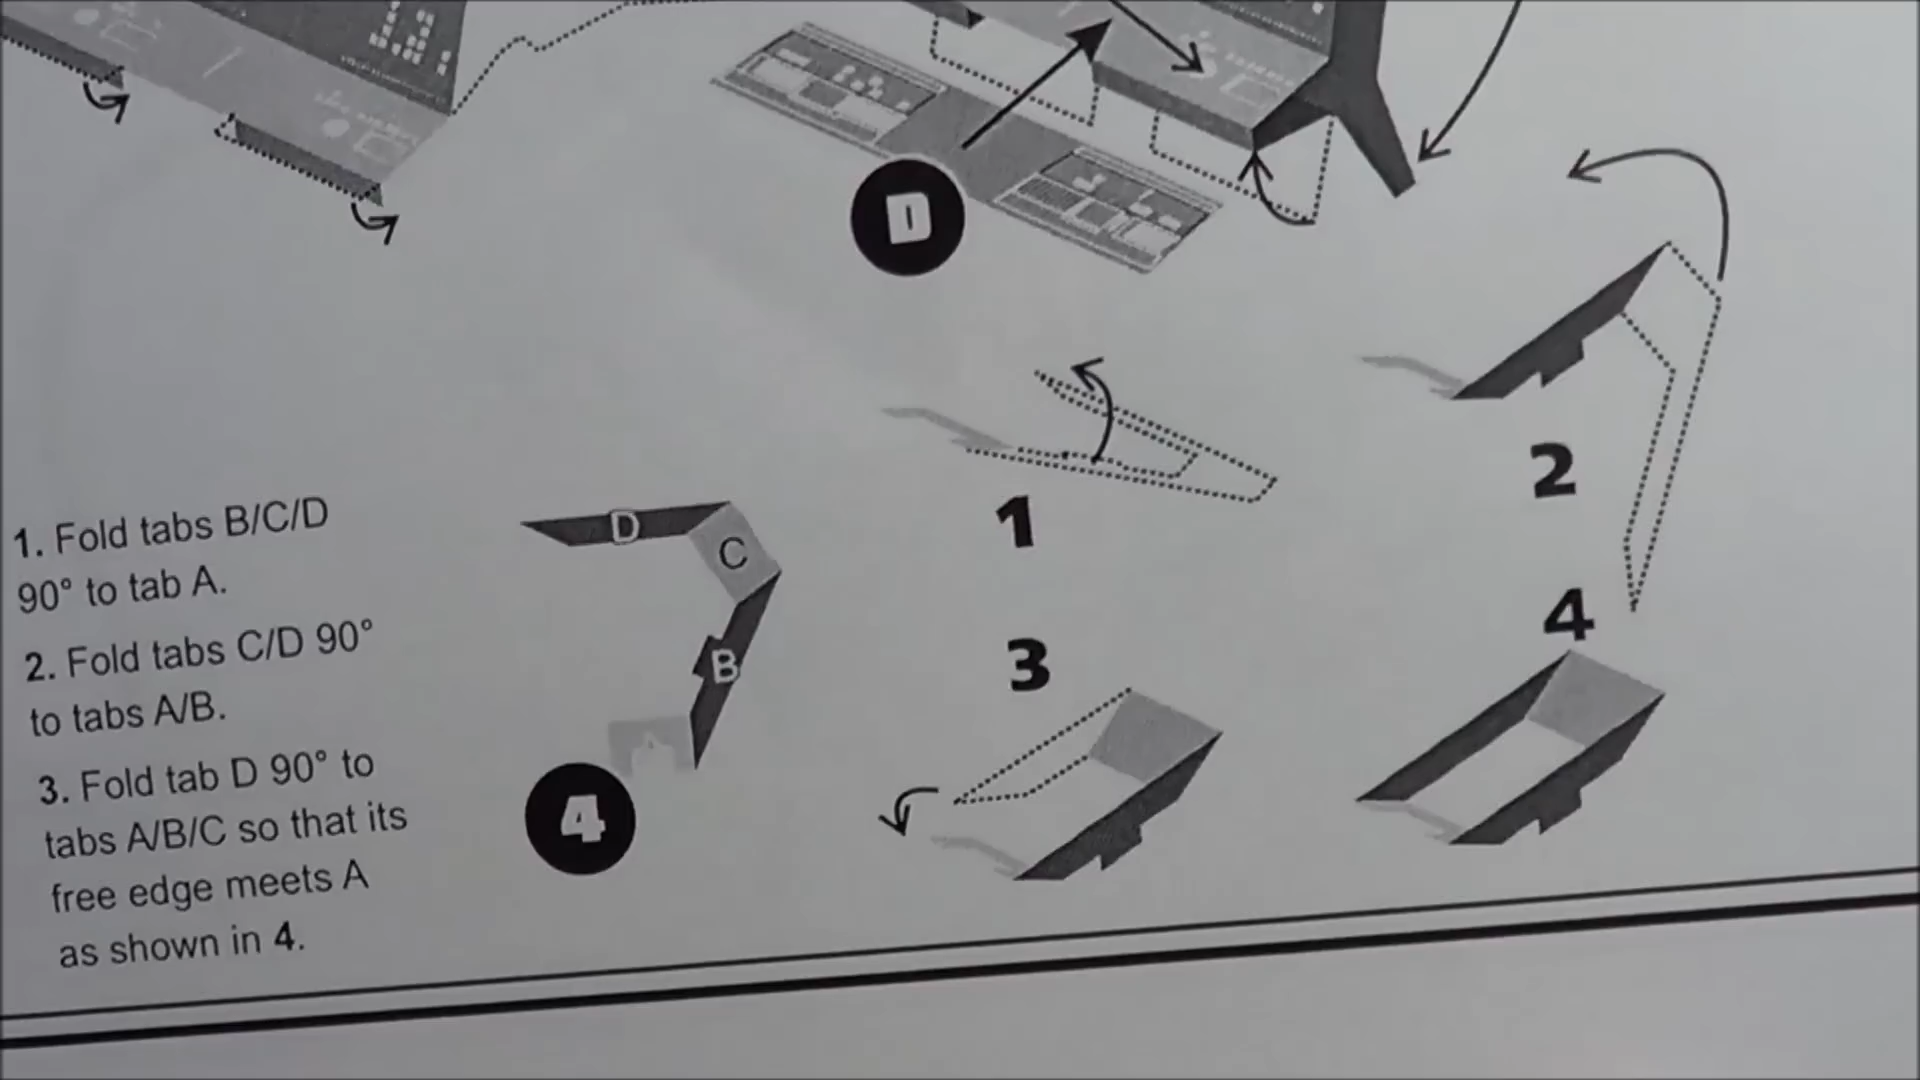 D
1. Fold tabs B/C/D
90° to tab A.
2. Fold tabs C/D 90°
to tabs A/B.
3. Fold tab D 90° to
tabs A/B/C so that its
free edge meets A
as shown in 4.
D
C
B
4
1
2
3
4